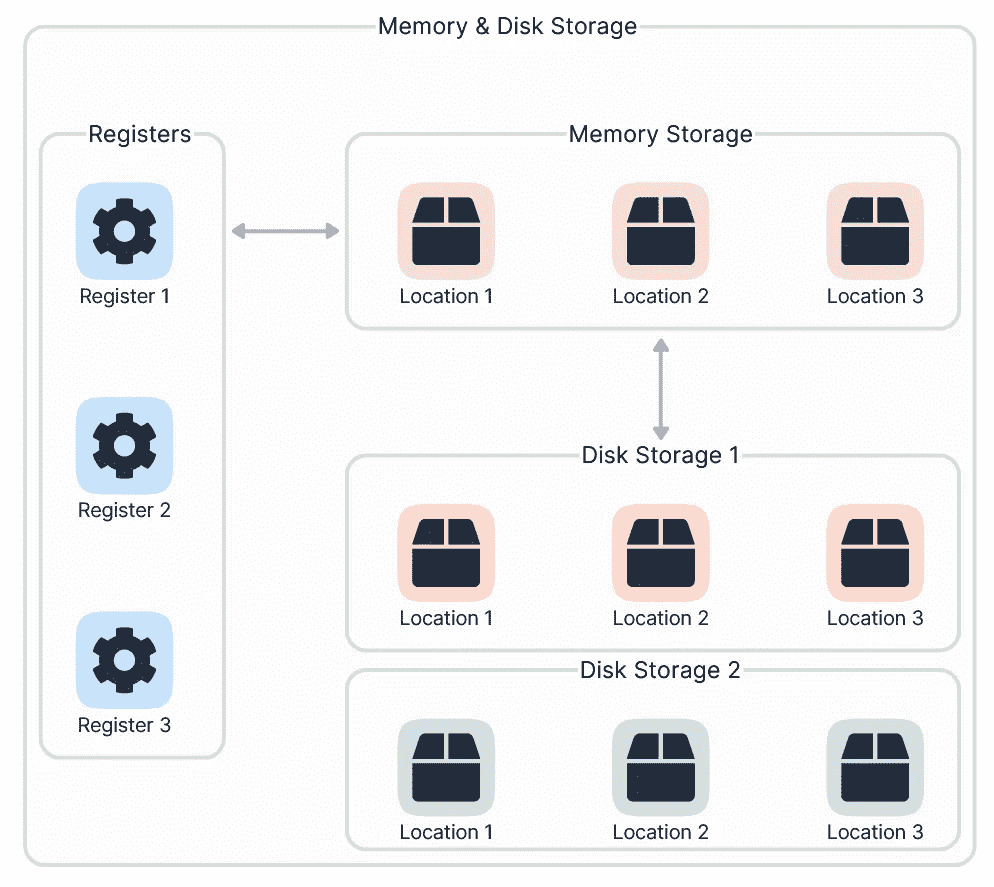 Memory & Disk Storage
Registers
Register 1
Register 2
Register 3
Memory Storage
Location 1
Location 2
Location 3
Disk Storage 1
Location 1
Location 2
Location 3
Disk Storage 2
Location 1
Location 2
Location 3